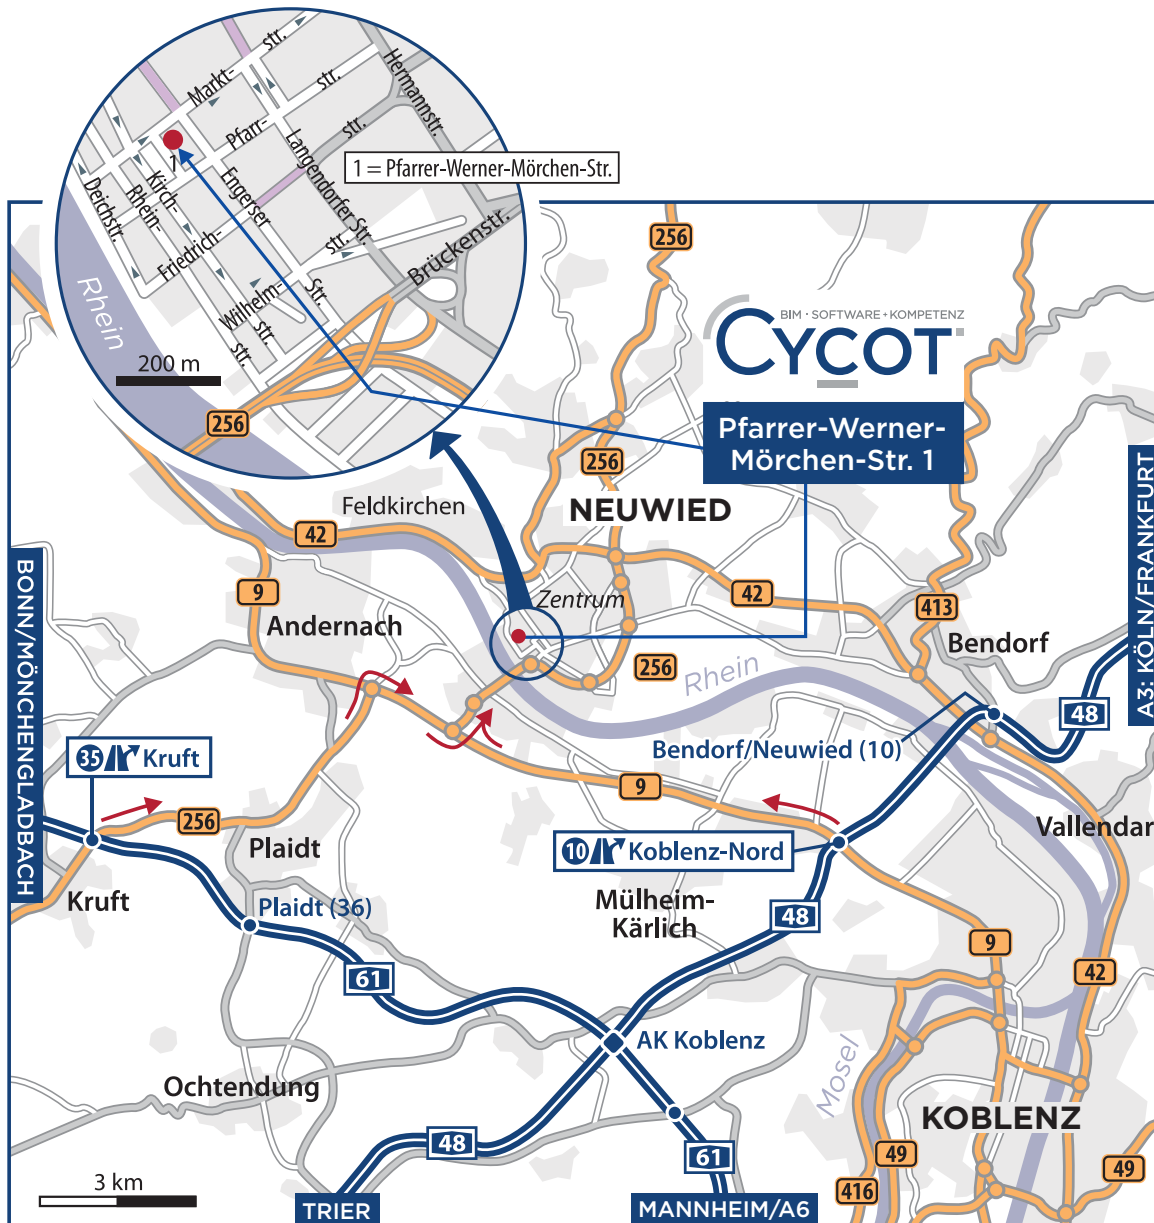 Markt-
str.
Pfarr-
str.
Hermannstr.
1
Deichstr.
Rhein-
str.
Kirch-
str.
Engerser
Str.
Langendorfer Str.
Friedrich-
str.
Wilhelm-
str.
Brückenstr.
1 = Pfarrer-Werner-Mörchen-Str.
Rhein
200 m
256
256
BIM · SOFTWARE + KOMPETENZ
CYCOT
Pfarrer-Werner-
Mörchen-Str. 1
256
NEUWIED
Feldkirchen
42
9
Andernach
Zentrum
42
413
Bendorf
256
Rhein
BONN/MÖNCHENGLADBACH
A3: KÖLN/FRANKFURT
48
Bendorf/Neuwied (10)
35 Kruft
256
9
Plaidt
Vallendar
10 Koblenz-Nord
Kruft
Plaidt (36)
Mülheim-
Kärlich
48
9
42
61
AK Koblenz
Mosel
Ochtendung
KOBLENZ
48
61
49
49
416
3 km
TRIER
MANNHEIM/A6